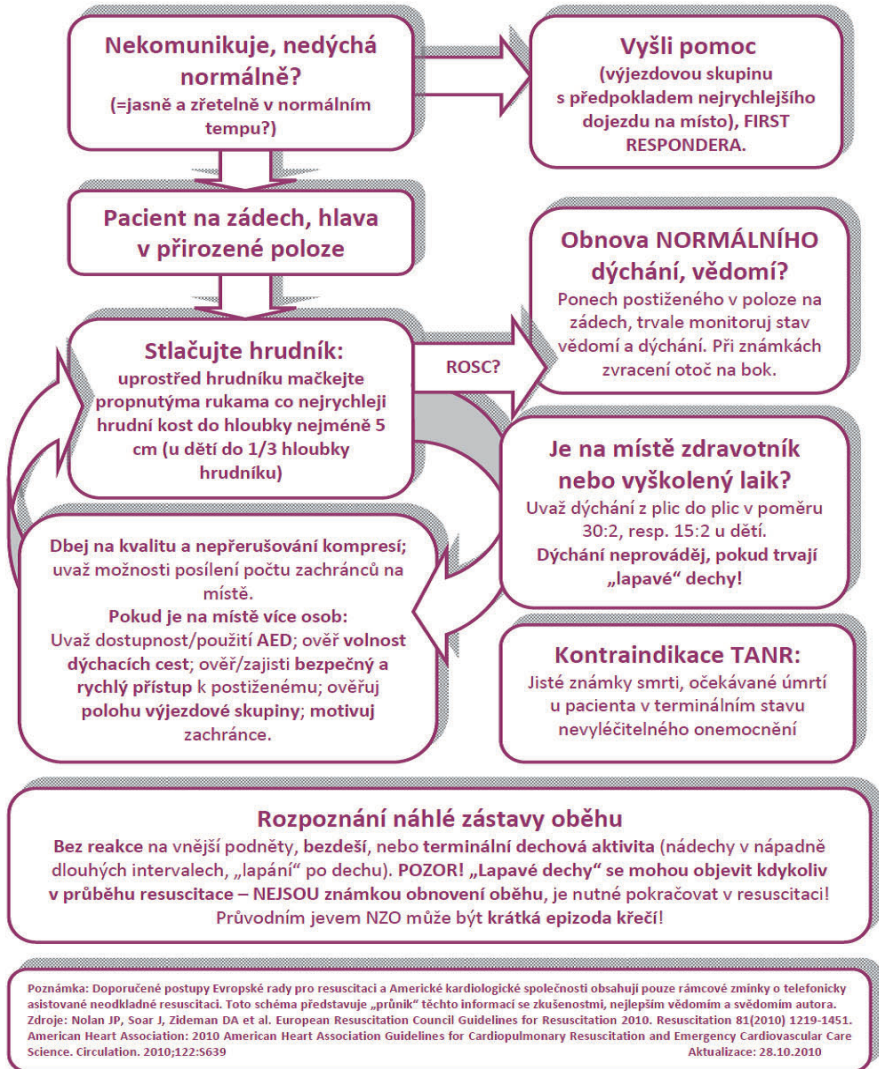 Nekomunikuje, nedýchá
normálně?
(=jasně a zřetelně v normálním
tempu?)
Vyšli pomoc
(výjezdovou skupinu
s předpokladem nejrychlejšího
dojezdu na místo), FIRST
RESPONDERA.
Pacient na zádech, hlava
v přirozené poloze
Obnova NORMÁLNÍHO
dýchání, vědomí?
Ponech postiženého v poloze na
zádech, trvale monitoruj stav
vědomí a dýchání. Při známkách
zvracení otoč na bok.
Stlačujte hrudník:
uprostřed hrudníku mačkejte
propnutýma rukama co nejrychleji
hrudní kost do hloubky nejméně 5
cm (u dětí do 1/3 hloubky
hrudníku)
ROSC?
Je na místě zdravotník
nebo vyškolený laik?
Uvaž dýchání z plic do plic v poměru
30:2, resp. 15:2 u dětí.
Dýchání neprováděj, pokud trvají
„lapavé“ dechy!
Dbej na kvalitu a nepřerušování kompresí;
uvaž možnosti posílení počtu zachránců na
místě.
Pokud je na místě více osob:
Uvaž dostupnost/použití AED; ověř volnost
dýchacích cest; ověř/zajisti bezpečný a
rychlý přístup k postiženému; ověřuj
polohu výjezdové skupiny; motivuj
zachránce.
Kontraindikace TANR:
Jisté známky smrti, očekávané úmrtí
u pacienta v terminálním stavu
nevyléčitelného onemocnění
Rozpoznání náhlé zástavy oběhu
Bez reakce na vnější podněty, bezdeší, nebo terminální dechová aktivita (nádechy v nápadně
dlouhých intervalech, „lapání“ po dechu). POZOR! „Lapavé dechy“ se mohou objevit kdykoliv
v průběhu resuscitace – NEJSOU známkou obnovení oběhu, je nutné pokračovat v resuscitaci!
Průvodním jevem NZO může být krátká epizoda křečí!
Poznámka: Doporučené postupy Evropské rady pro resuscitaci a Americké kardiologické společnosti obsahují pouze rámcové zmínky o telefonicky
asistované neodkladné resuscitaci. Toto schéma představuje „průnik“ těchto informací se zkušenostmi, nejlepším vědomím a svědomím autora.
Zdroje: Nolan JP, Soar J, Zideman DA et al. European Resuscitation Council Guidelines for Resuscitation 2010. Resuscitation 81(2010) 1219-1451.
American Heart Association: 2010 American Heart Association Guidelines for Cardiopulmonary Resuscitation and Emergency Cardiovascular Care
Science. Circulation. 2010;122:S639 Aktualizace: 28.10.2010